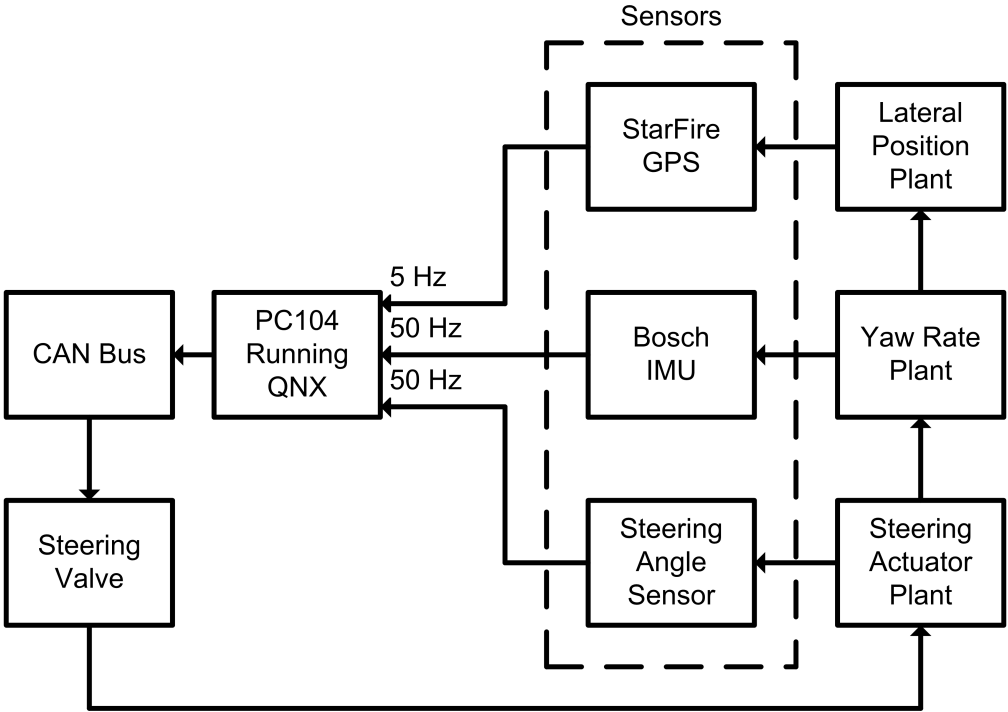 Sensors
StarFire
GPS
Lateral
Position
Plant
5 Hz
50 Hz
50 Hz
CAN Bus
PC104
Running
QNX
Bosch
IMU
Yaw Rate
Plant
Steering
Valve
Steering
Angle
Sensor
Steering
Actuator
Plant